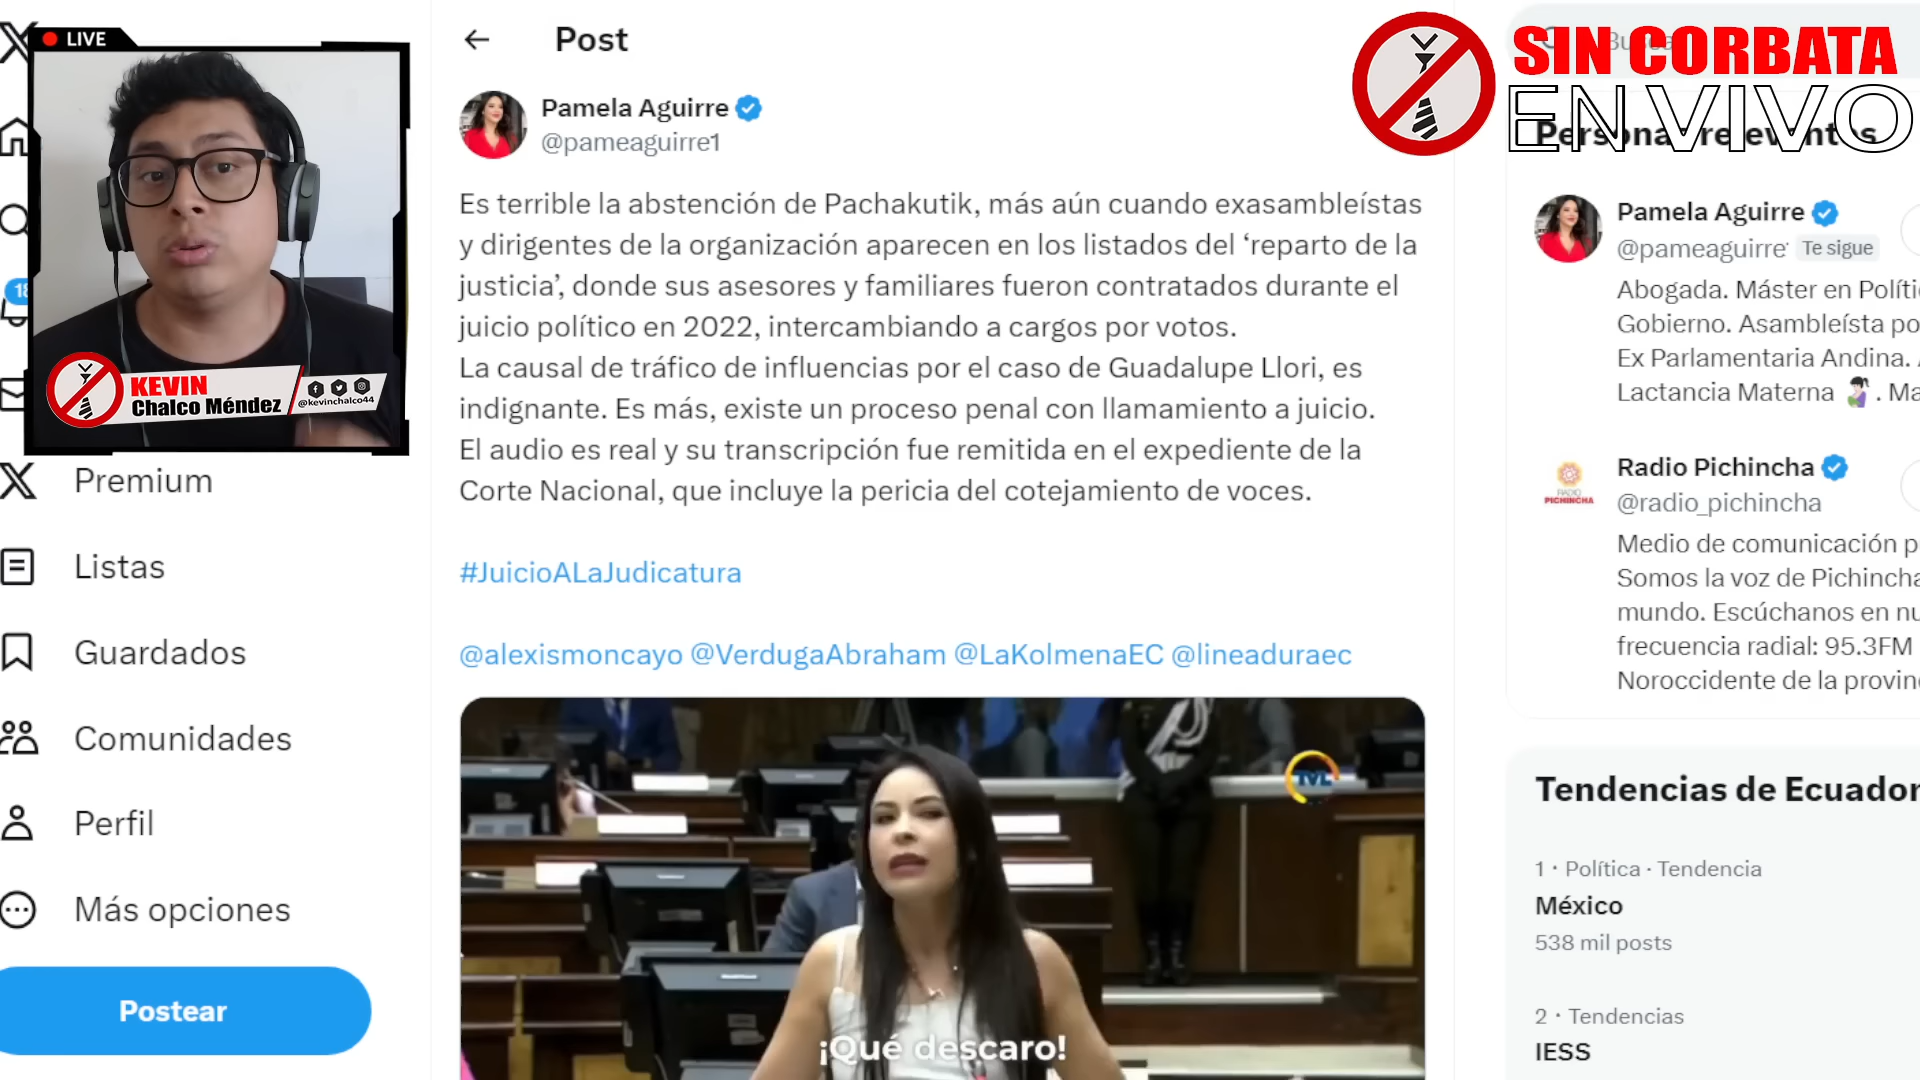 LIVE
KEVIN
Chalco Méndez
@kevinchalco44
18
Premium
Listas
Guardados
Comunidades
Perfil
Más opciones
Postear
Post
Pamela Aguirre
@pameaguirre1
Es terrible la abstención de Pachakutik, más aún cuando exasambleístas
y dirigentes de la organización aparecen en los listados del ‘reparto de la
justicia’, donde sus asesores y familiares fueron contratados durante el
juicio político en 2022, intercambiando a cargos por votos.
La causal de tráfico de influencias por el caso de Guadalupe Llori, es
indignante. Es más, existe un proceso penal con llamamiento a juicio.
El audio es real y su transcripción fue remitida en el expediente de la
Corte Nacional, que incluye la pericia del cotejamiento de voces.
#JuicioALaJudicatura
@alexismoncayo @VerdugaAbraham @LaKolmenaEC @lineaduraec
TVL
¡Qué descaro!
SIN CORBATA
EN VIVO
Personas relevantes
Pamela Aguirre
@pameaguirre
Te sigue
Abogada. Máster en Políti
Gobierno. Asambleísta po
Ex Parlamentaria Andina.
Lactancia Materna 🤱. Ma
Radio Pichincha
@radio_pichincha
RADIO
PICHINCHA
Medio de comunicación p
Somos la voz de Pichincha
mundo. Escúchanos en nu
frecuencia radial: 95.3FM
Noroccidente de la provin
Tendencias de Ecuador
1 · Política · Tendencia
México
538 mil posts
2 · Tendencias
IESS